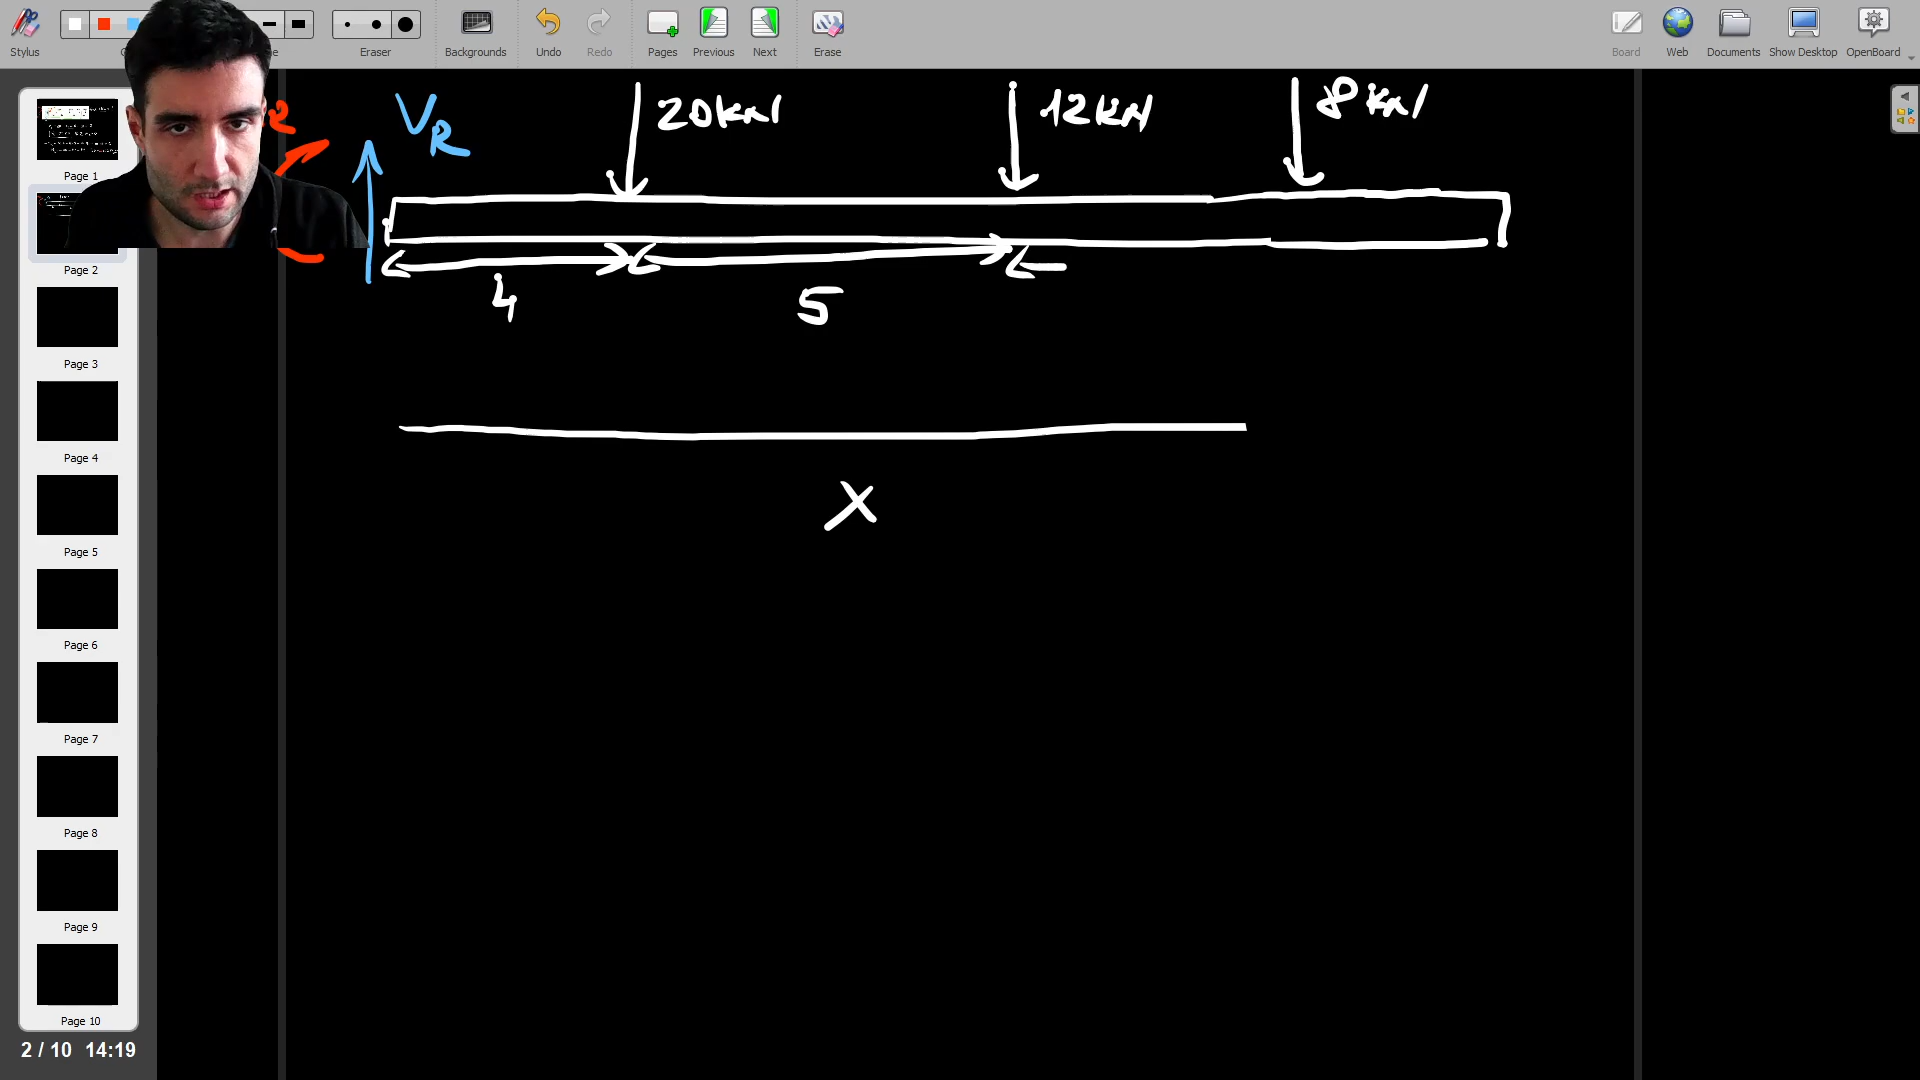 Stylus
Eraser
Backgrounds
Undo
Redo
Pages
Previous
Next
Erase
Board
Web
Documents
Show Desktop
OpenBoard
Page 1
Page 2
Page 3
Page 4
Page 5
Page 6
Page 7
Page 8
Page 9
Page 10
2 / 10 14:19
R
VR
20kN
12kN
8kN
4
5
X